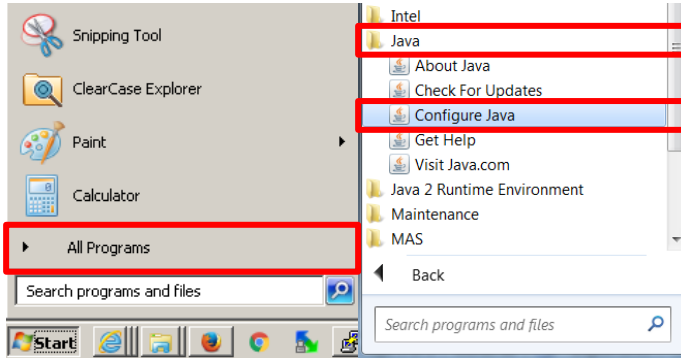 Snipping Tool
ClearCase Explorer
Paint
Calculator
All Programs
Search programs and files
Start
Intel
Java
About Java
Check For Updates
Configure Java
Get Help
Visit Java.com
Java 2 Runtime Environment
Maintenance
MAS
Back
Search programs and files